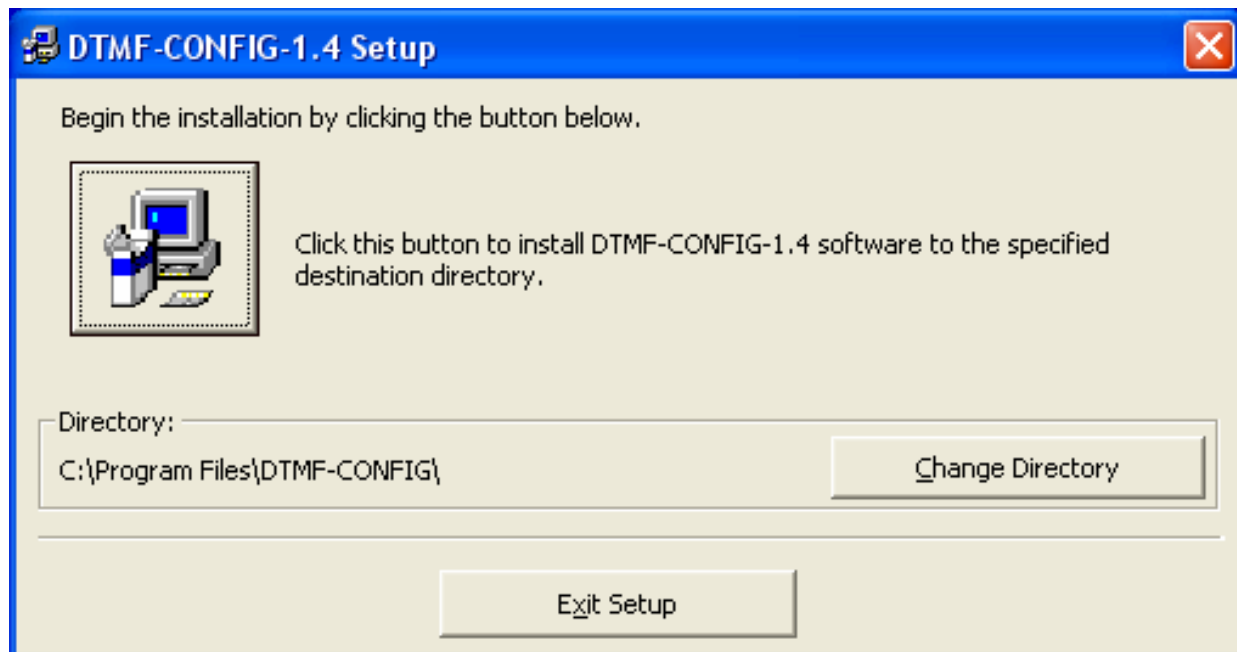 DTMF-CONFIG-1.4 Setup
Begin the installation by clicking the button below.
Click this button to install DTMF-CONFIG-1.4 software to the specified
destination directory.
Directory:
C:\Program Files\DTMF-CONFIG\
Change Directory
Exit Setup